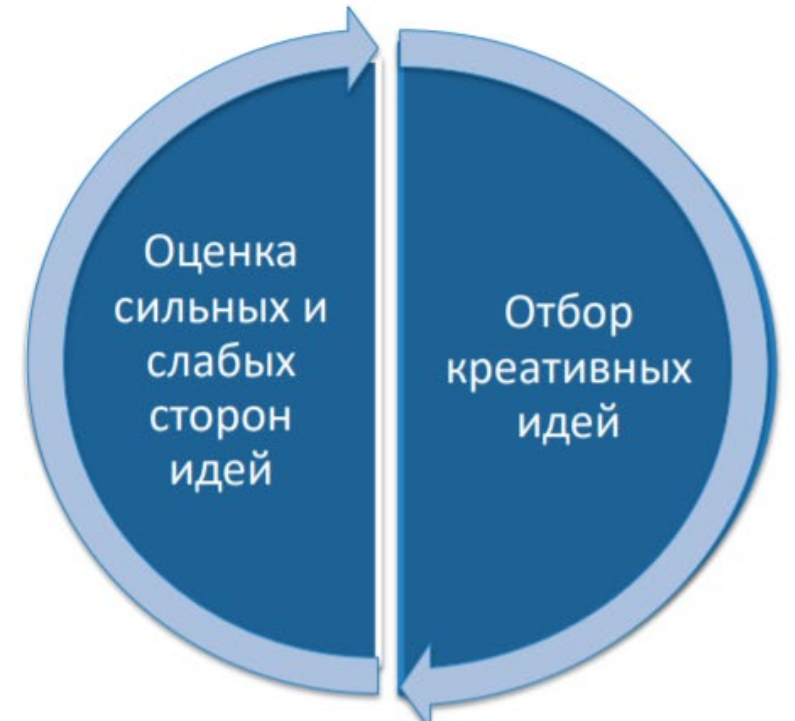 Оценка
сильных и
слабых
сторон
идей
Отбор
креативных
идей